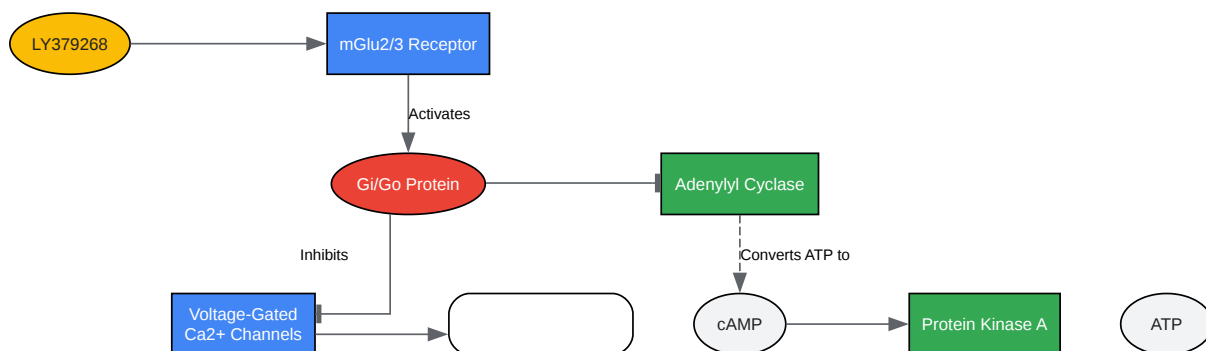 LY379268
mGlu2/3 Receptor
Activates
Gi/Go Protein
Adenylyl Cyclase
Inhibits
Converts ATP to
Voltage-Gated
Ca2+ Channels
cAMP
Protein Kinase A
ATP